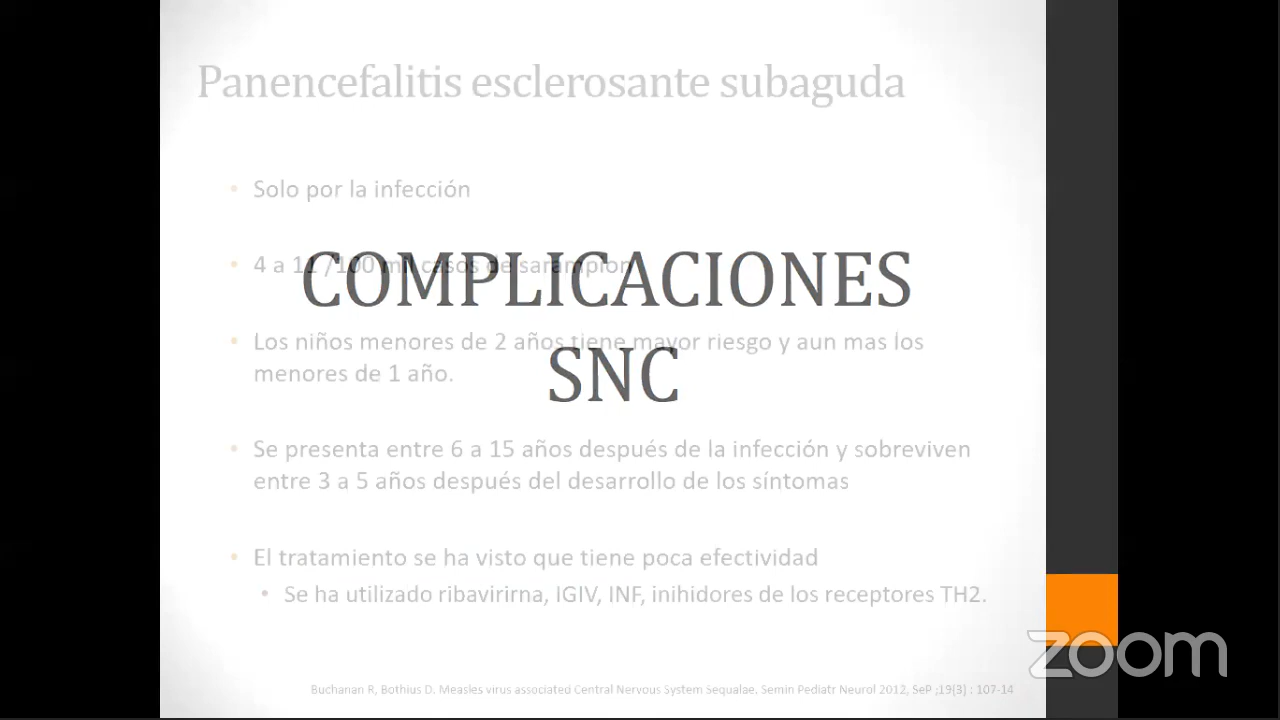 Panencefalitis esclerosante subaguda
• Solo por la infección
• 4 a 11 /100 mil casos de sarampion
COMPLICACIONES
SNC
• Los niños menores de 2 años tiene mayor riesgo y aun mas los
menores de 1 año.
• Se presenta entre 6 a 15 años después de la infección y sobreviven
entre 3 a 5 años después del desarrollo de los síntomas
• El tratamiento se ha visto que tiene poca efectividad
• Se ha utilizado ribavirirna, IGIV, INF, inihidores de los receptores TH2.
Buchanan R, Bothius D. Measles virus associated Central Nervous System Sequalae. Semin Pediatr Neurol 2012, SeP ;19(3) : 107-14
zoom